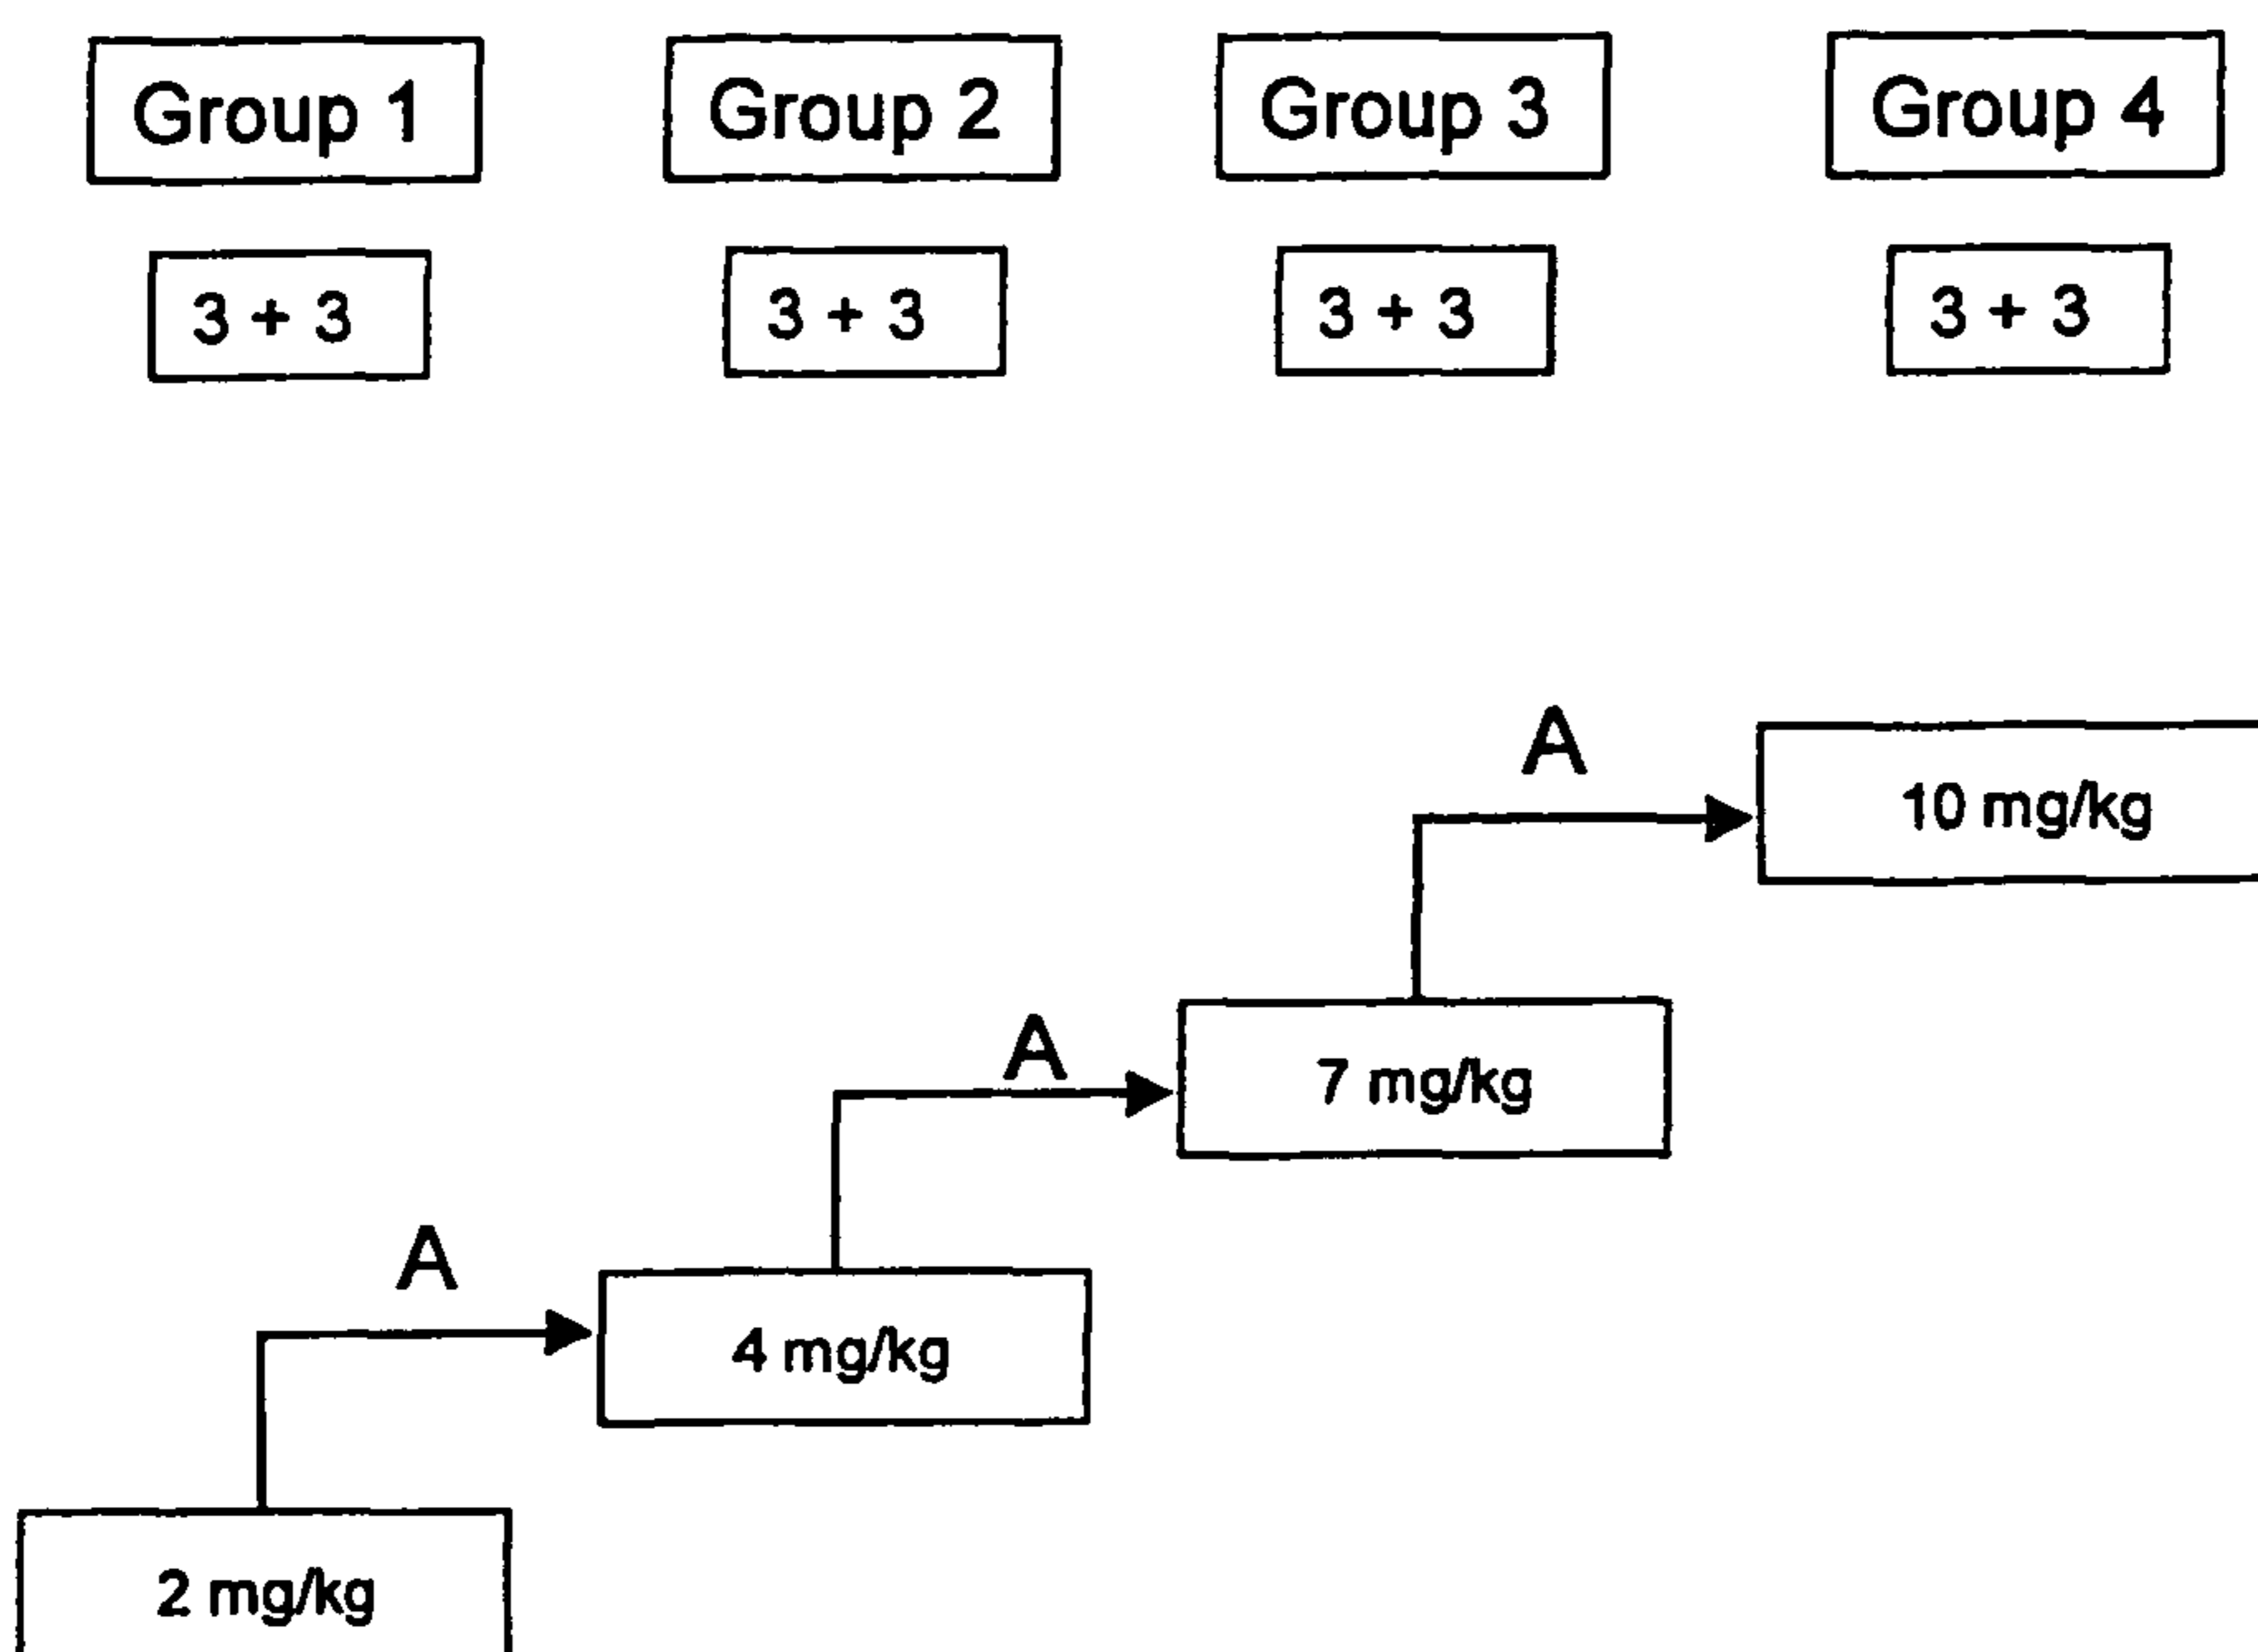 Group 1 Group 2 Group 3 Group 4
3 + 3 3 + 3 3 + 3 3 + 3
A
10 mg/kg
A
7 mg/kg
A
4 mg/kg
2 mg/kg